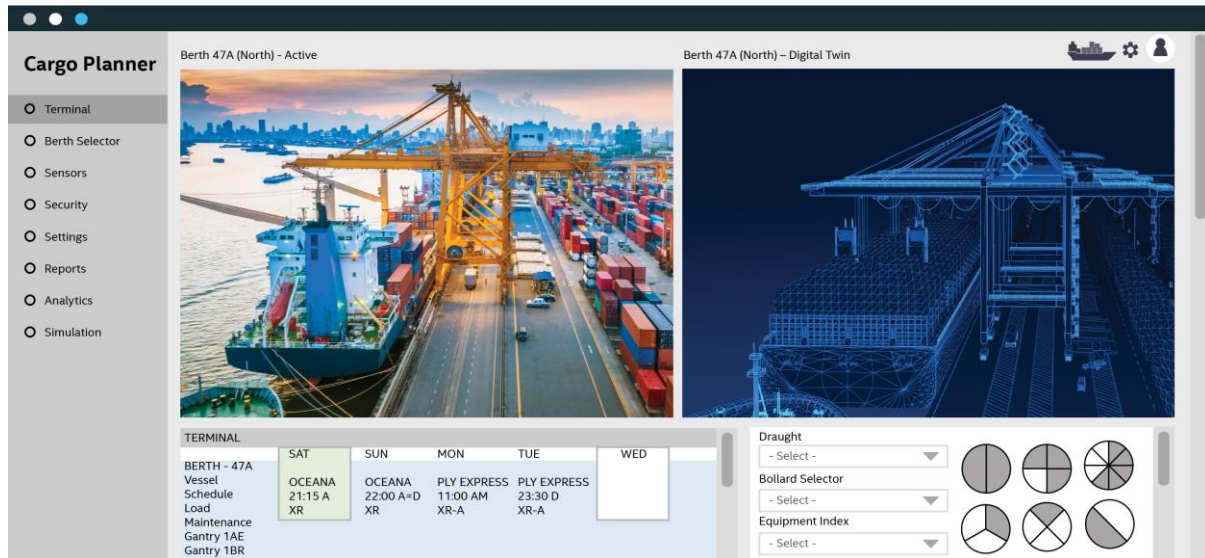 Cargo Planner
Terminal
Berth Selector
Sensors
Security
Settings
Reports
Analytics
Simulation
Berth 47A (North) - Active
Berth 47A (North) – Digital Twin
TERMINAL
SAT SUN MON TUE WED
BERTH - 47A
Vessel OCEANA OCEANA PLY EXPRESS PLY EXPRESS
Schedule 21:15 A 22:00 A=D 11:00 AM 23:30 D
Load XR XR XR-A XR-A
Maintenance
Gantry 1AE
Gantry 1BR
Draught
- Select -
Bollard Selector
- Select -
Equipment Index
- Select -